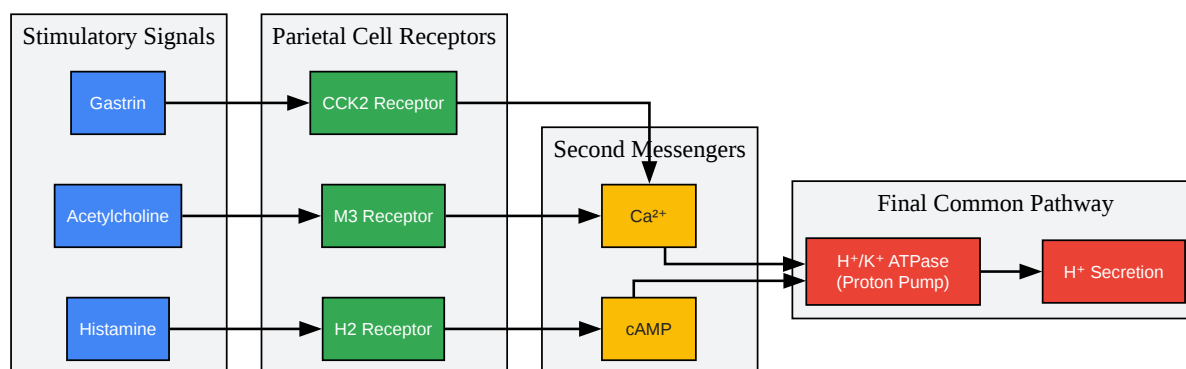 Stimulatory Signals
Parietal Cell Receptors
Gastrin
CCK2 Receptor
Second Messengers
Acetylcholine
M3 Receptor
Ca²⁺
Final Common Pathway
H⁺/K⁺ ATPase
(Proton Pump)
H⁺ Secretion
Histamine
H2 Receptor
cAMP